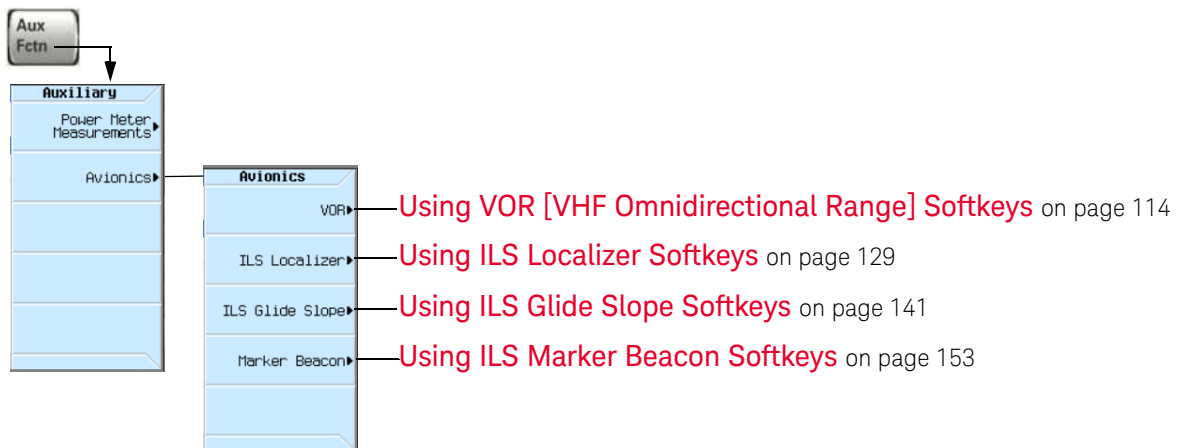 Aux
Fctn
Auxiliary
Power Meter
Measurements
Avionics
Avionics
VOR
Using VOR [VHF Omnidirectional Range] Softkeys on page 114
ILS Localizer
Using ILS Localizer Softkeys on page 129
ILS Glide Slope
Using ILS Glide Slope Softkeys on page 141
Marker Beacon
Using ILS Marker Beacon Softkeys on page 153